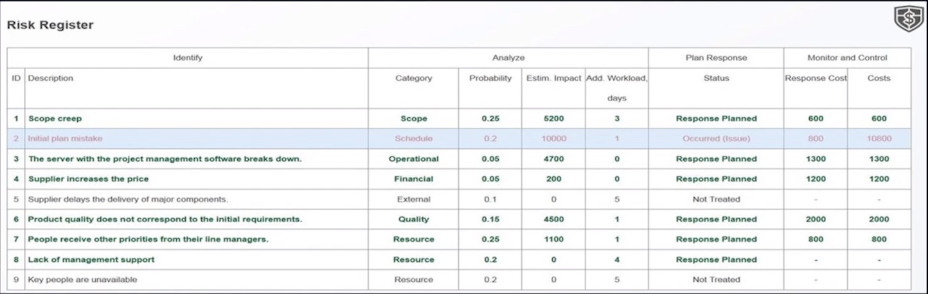 Risk Register
Identify Analyze Plan Response Monitor and Control
ID Description Category Probability Estim. Impact Add. Workload, days Status Response Cost Costs
1 Scope creep Scope 0.25 5200 3 Response Planned 600 600
2 Initial plan mistake Schedule 0.2 10000 1 Occurred (Issue) 800 10800
3 The server with the project management software breaks down. Operational 0.05 4700 0 Response Planned 1300 1300
4 Supplier increases the price Financial 0.05 200 0 Response Planned 1200 1200
5 Supplier delays the delivery of major components. External 0.1 0 5 Not Treated - -
6 Product quality does not correspond to the initial requirements. Quality 0.15 4500 1 Response Planned 2000 2000
7 People receive other priorities from their line managers. Resource 0.25 1100 1 Response Planned 800 800
8 Lack of management support Resource 0.2 0 4 Response Planned - -
9 Key people are unavailable Resource 0.2 0 5 Not Treated - -